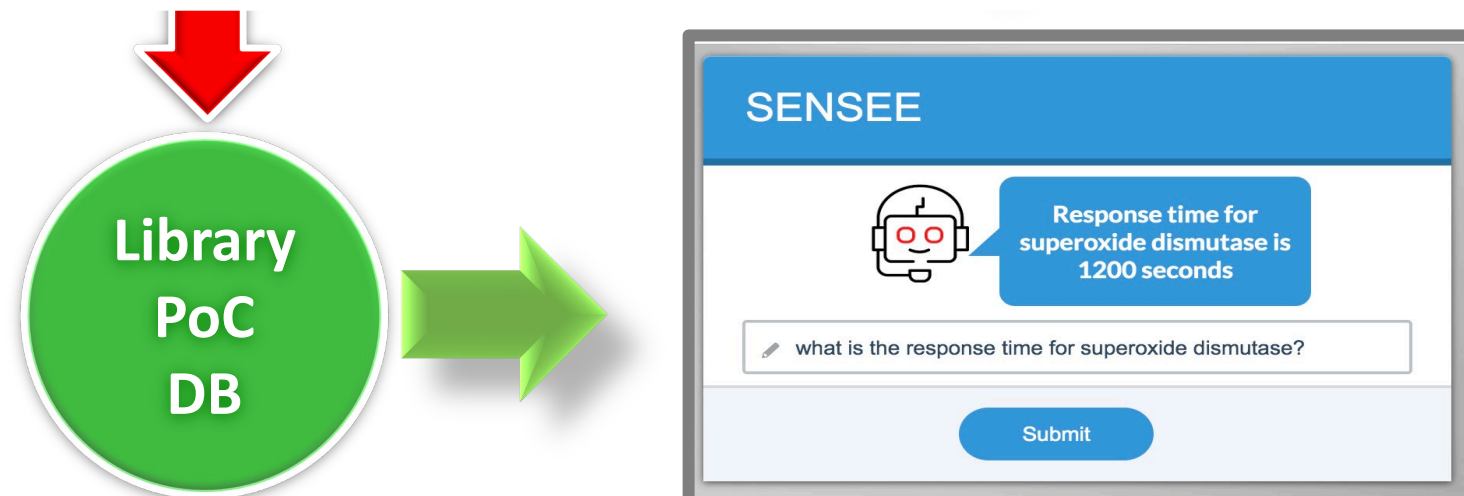 Library
PoC
DB
SENSEE
Response time for
superoxide dismutase is
1200 seconds
what is the response time for superoxide dismutase?
Submit